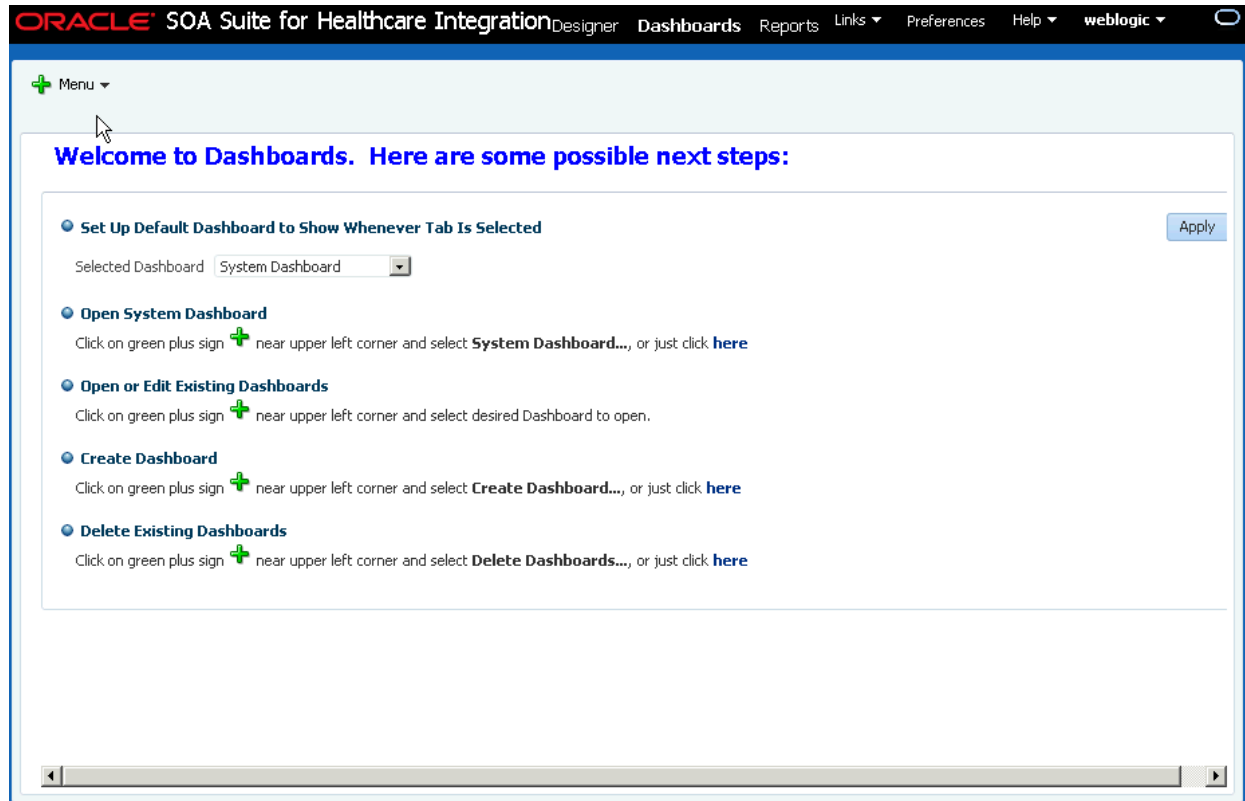 ORACLE SOA Suite for Healthcare Integration Designer Dashboards Reports Links Preferences Help weblogic
Menu
Welcome to Dashboards. Here are some possible next steps:
Set Up Default Dashboard to Show Whenever Tab Is Selected
Apply
Selected Dashboard System Dashboard
Open System Dashboard
Click on green plus sign near upper left corner and select System Dashboard..., or just click here
Open or Edit Existing Dashboards
Click on green plus sign near upper left corner and select desired Dashboard to open.
Create Dashboard
Click on green plus sign near upper left corner and select Create Dashboard..., or just click here
Delete Existing Dashboards
Click on green plus sign near upper left corner and select Delete Dashboards..., or just click here